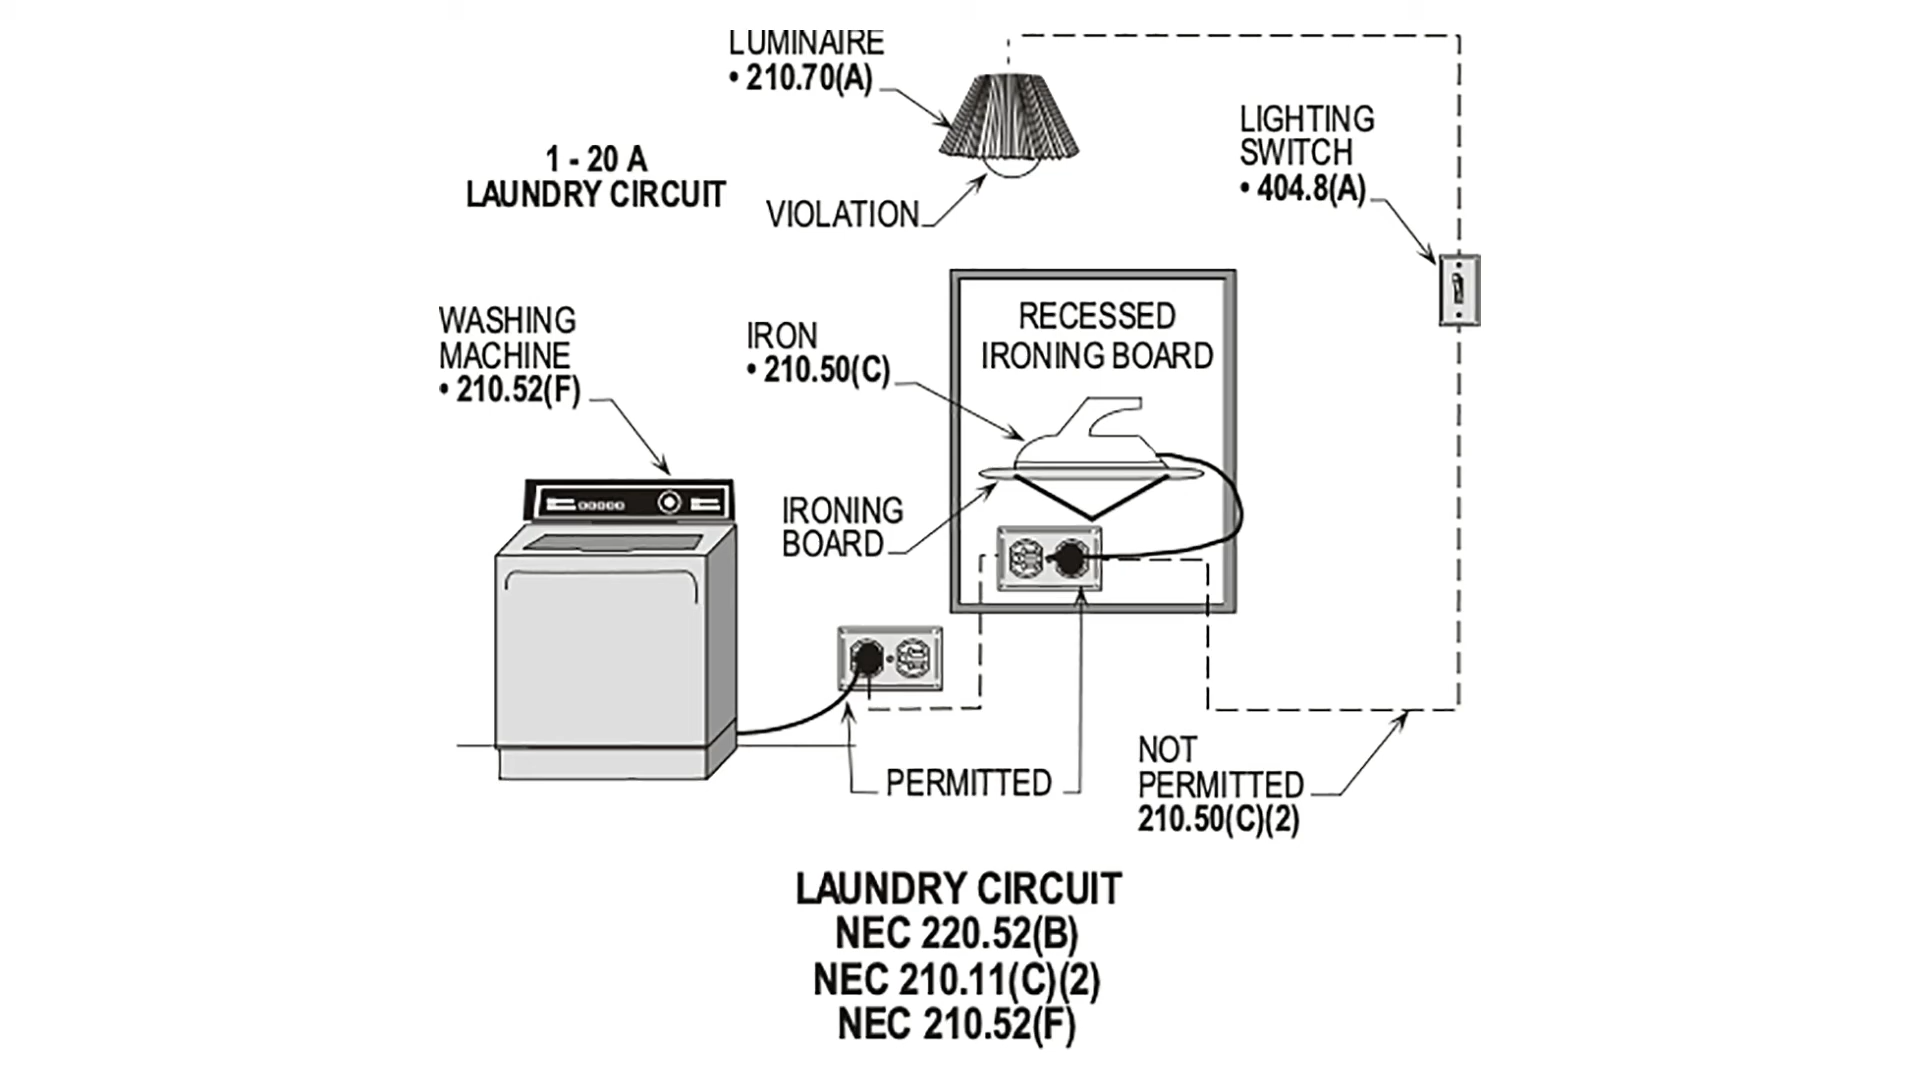 LUMINAIRE
• 210.70(A)
LIGHTING
SWITCH
• 404.8(A)
1 - 20 A
LAUNDRY CIRCUIT
VIOLATION
WASHING
MACHINE
• 210.52(F)
IRON
• 210.50(C)
RECESSED
IRONING BOARD
IRONING
BOARD
PERMITTED
NOT
PERMITTED
210.50(C)(2)
LAUNDRY CIRCUIT
NEC 220.52(B)
NEC 210.11(C)(2)
NEC 210.52(F)